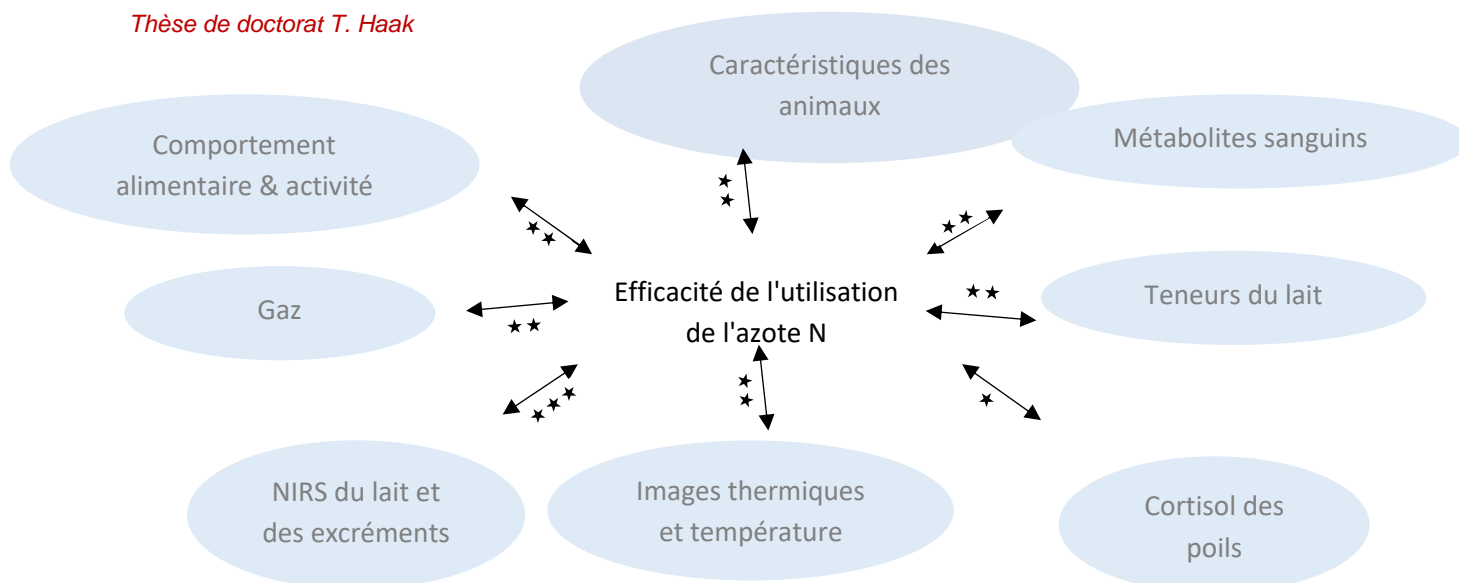 Thèse de doctorat T. Haak
Caractéristiques des
animaux
Métabolites sanguins
Comportement
alimentaire & activité
Efficacité de l'utilisation
de l'azote N
Gaz
Teneurs du lait
NIRS du lait et
des excréments
Images thermiques
et température
Cortisol des
poils